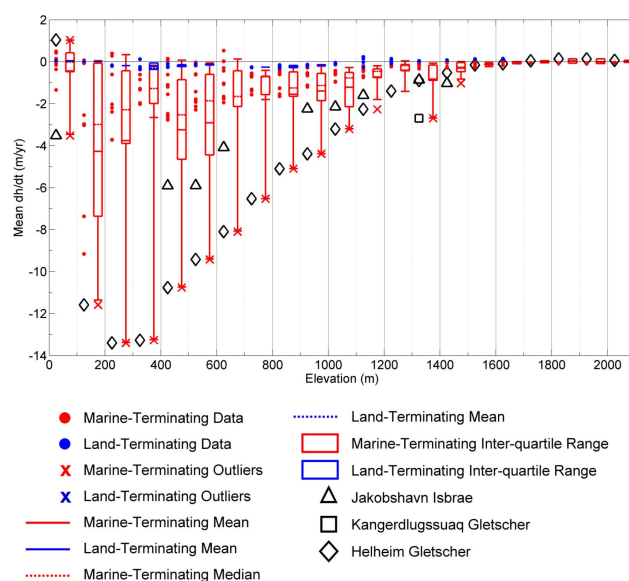 2
0
-2
-4
-6
-8
-10
-12
-14
Mean dh/dt (m/yr)
0 200 400 600 800 1000 1200 1400 1600 1800 2000
Elevation (m)
Marine-Terminating Data
Land-Terminating Data
Marine-Terminating Outliers
Land-Terminating Outliers
Marine-Terminating Mean
Land-Terminating Mean
Marine-Terminating Median
Land-Terminating Mean
Marine-Terminating Inter-quartile Range
Land-Terminating Inter-quartile Range
Jakobshavn Isbrae
Kangerdlugssuaq Gletscher
Helheim Gletscher